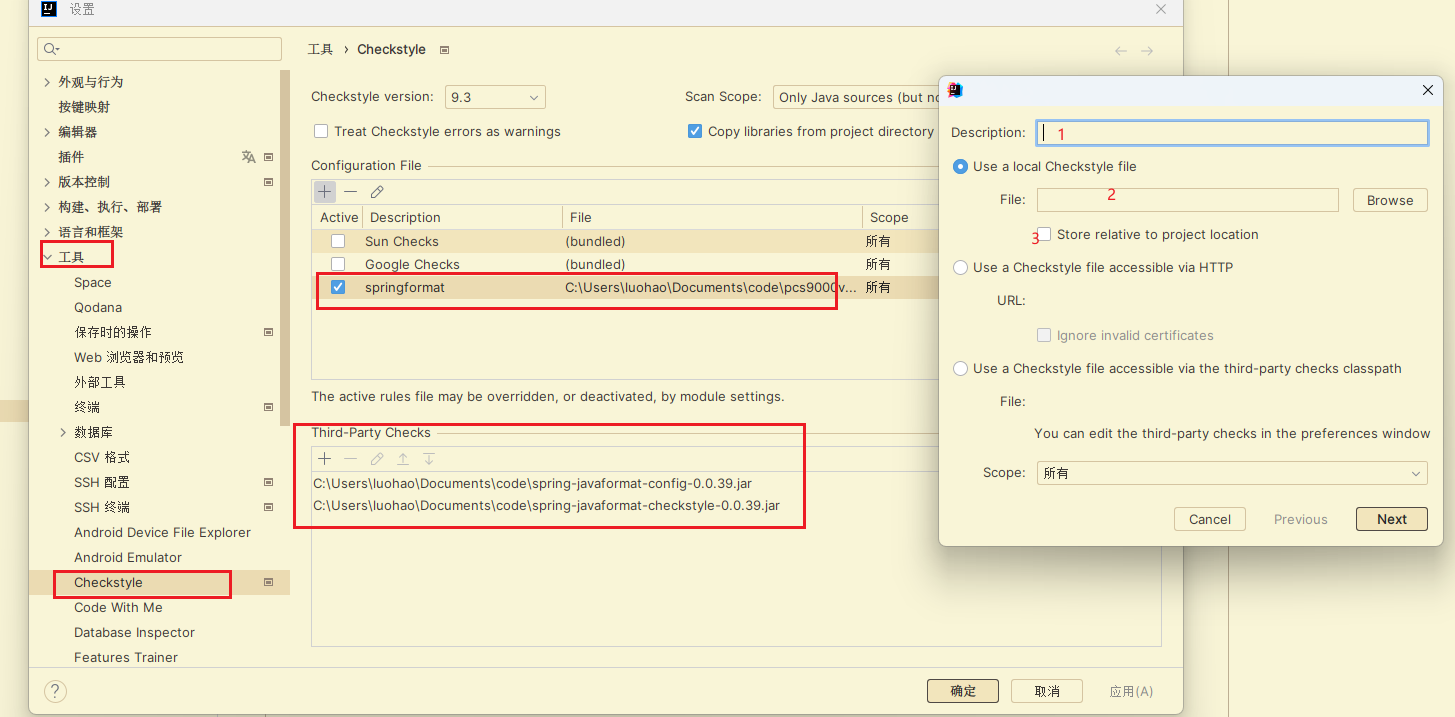 设置
工具 › Checkstyle
外观与行为
按键映射
编辑器
插件
版本控制
构建、执行、部署
语言和框架
工具
Space
Qodana
保存时的操作
Web 浏览器和预览
外部工具
终端
数据库
CSV 格式
SSH 配置
SSH 终端
Android Device File Explorer
Android Emulator
Checkstyle
Code With Me
Database Inspector
Features Trainer
Checkstyle version: 9.3
Scan Scope: Only Java sources (but
Treat Checkstyle errors as warnings
Copy libraries from project directory
Configuration File
Active Description File Scope
Sun Checks (bundled) 所有
Google Checks (bundled) 所有
springformat C:\Users\luohao\Documents\code\pcs9000v... 所有
The active rules file may be overridden, or deactivated, by module settings.
Third-Party Checks
C:\Users\luohao\Documents\code\spring-javaformat-config-0.0.39.jar
C:\Users\luohao\Documents\code\spring-javaformat-checkstyle-0.0.39.jar
?
确定 取消 应用(A)
Description: 1
Use a local Checkstyle file
File: 2 Browse
3 Store relative to project location
Use a Checkstyle file accessible via HTTP
URL:
Ignore invalid certificates
Use a Checkstyle file accessible via the third-party checks classpath
File:
You can edit the third-party checks in the preferences window
Scope: 所有
Cancel Previous Next